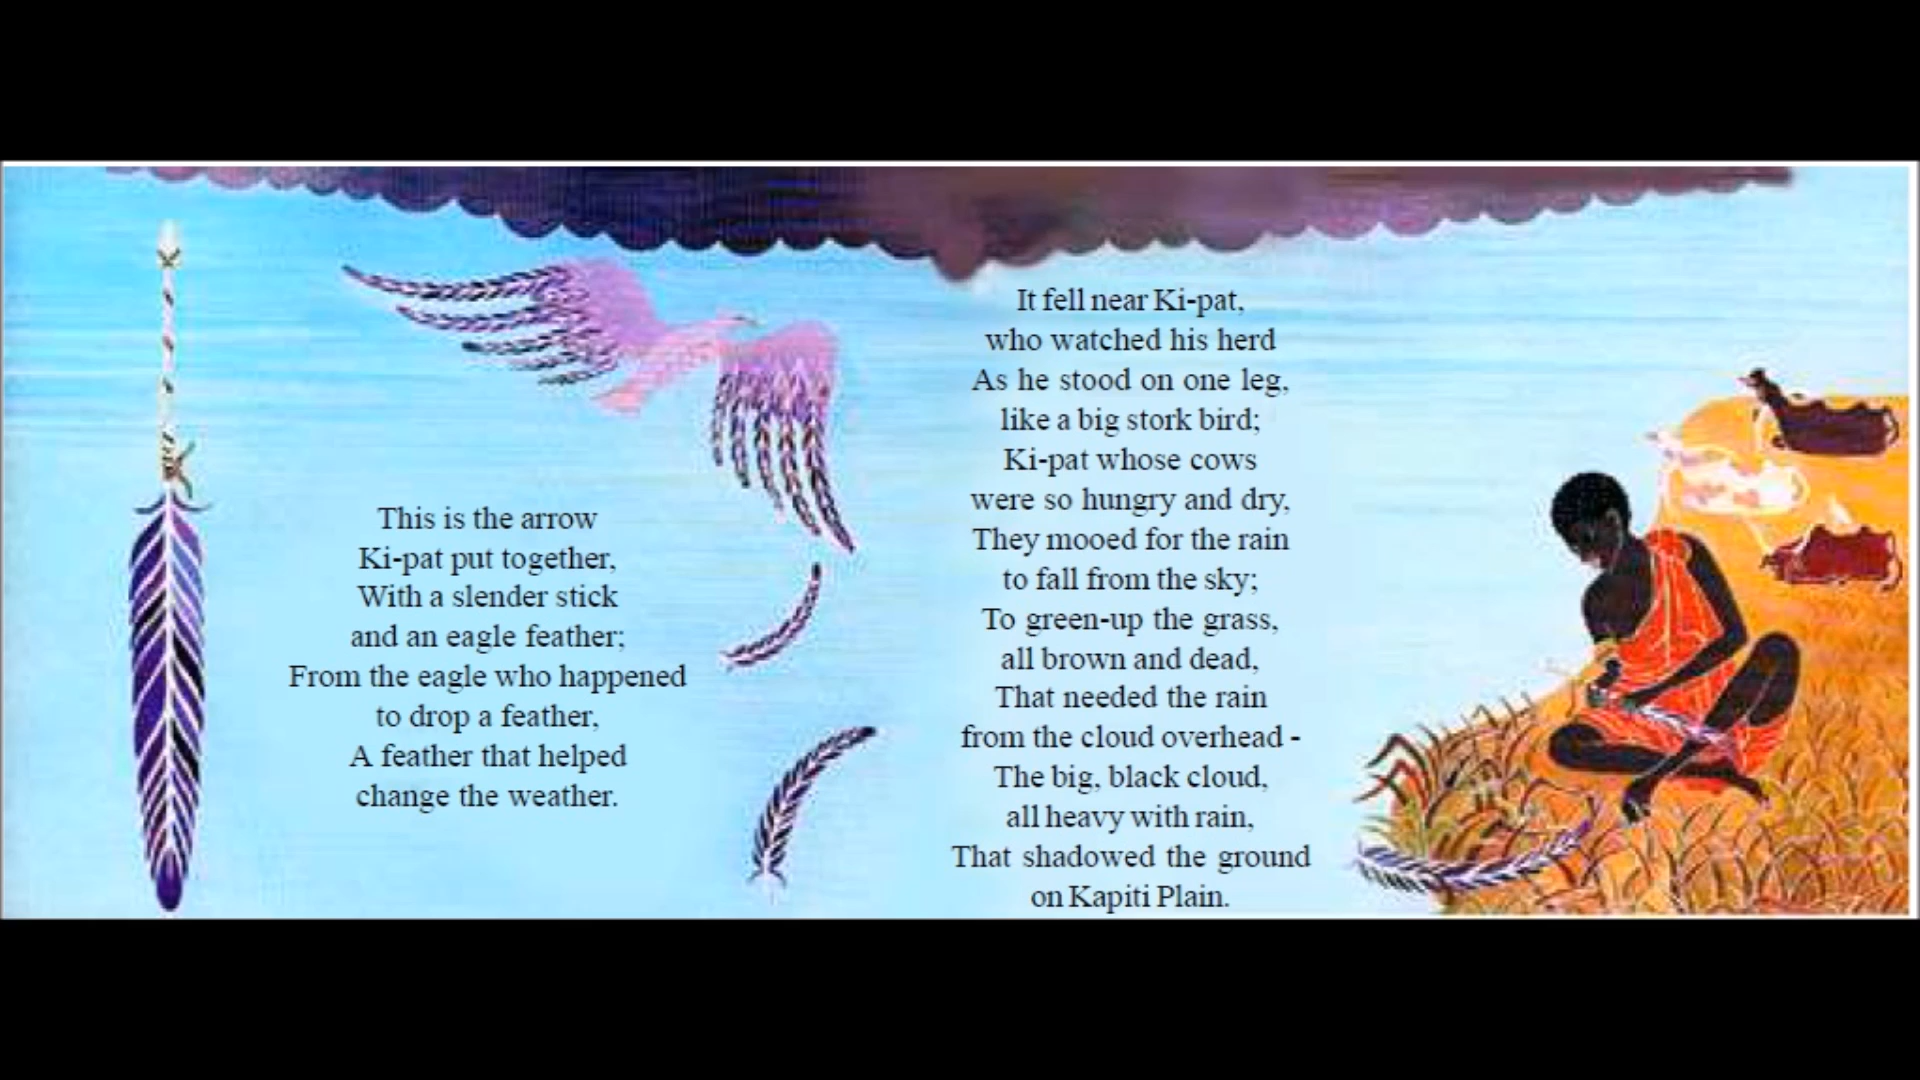 This is the arrow
Ki-pat put together,
With a slender stick
and an eagle feather;
From the eagle who happened
to drop a feather,
A feather that helped
change the weather.
It fell near Ki-pat,
who watched his herd
As he stood on one leg,
like a big stork bird;
Ki-pat whose cows
were so hungry and dry,
They mooed for the rain
to fall from the sky;
To green-up the grass,
all brown and dead,
That needed the rain
from the cloud overhead -
The big, black cloud,
all heavy with rain,
That shadowed the ground
on Kapiti Plain.